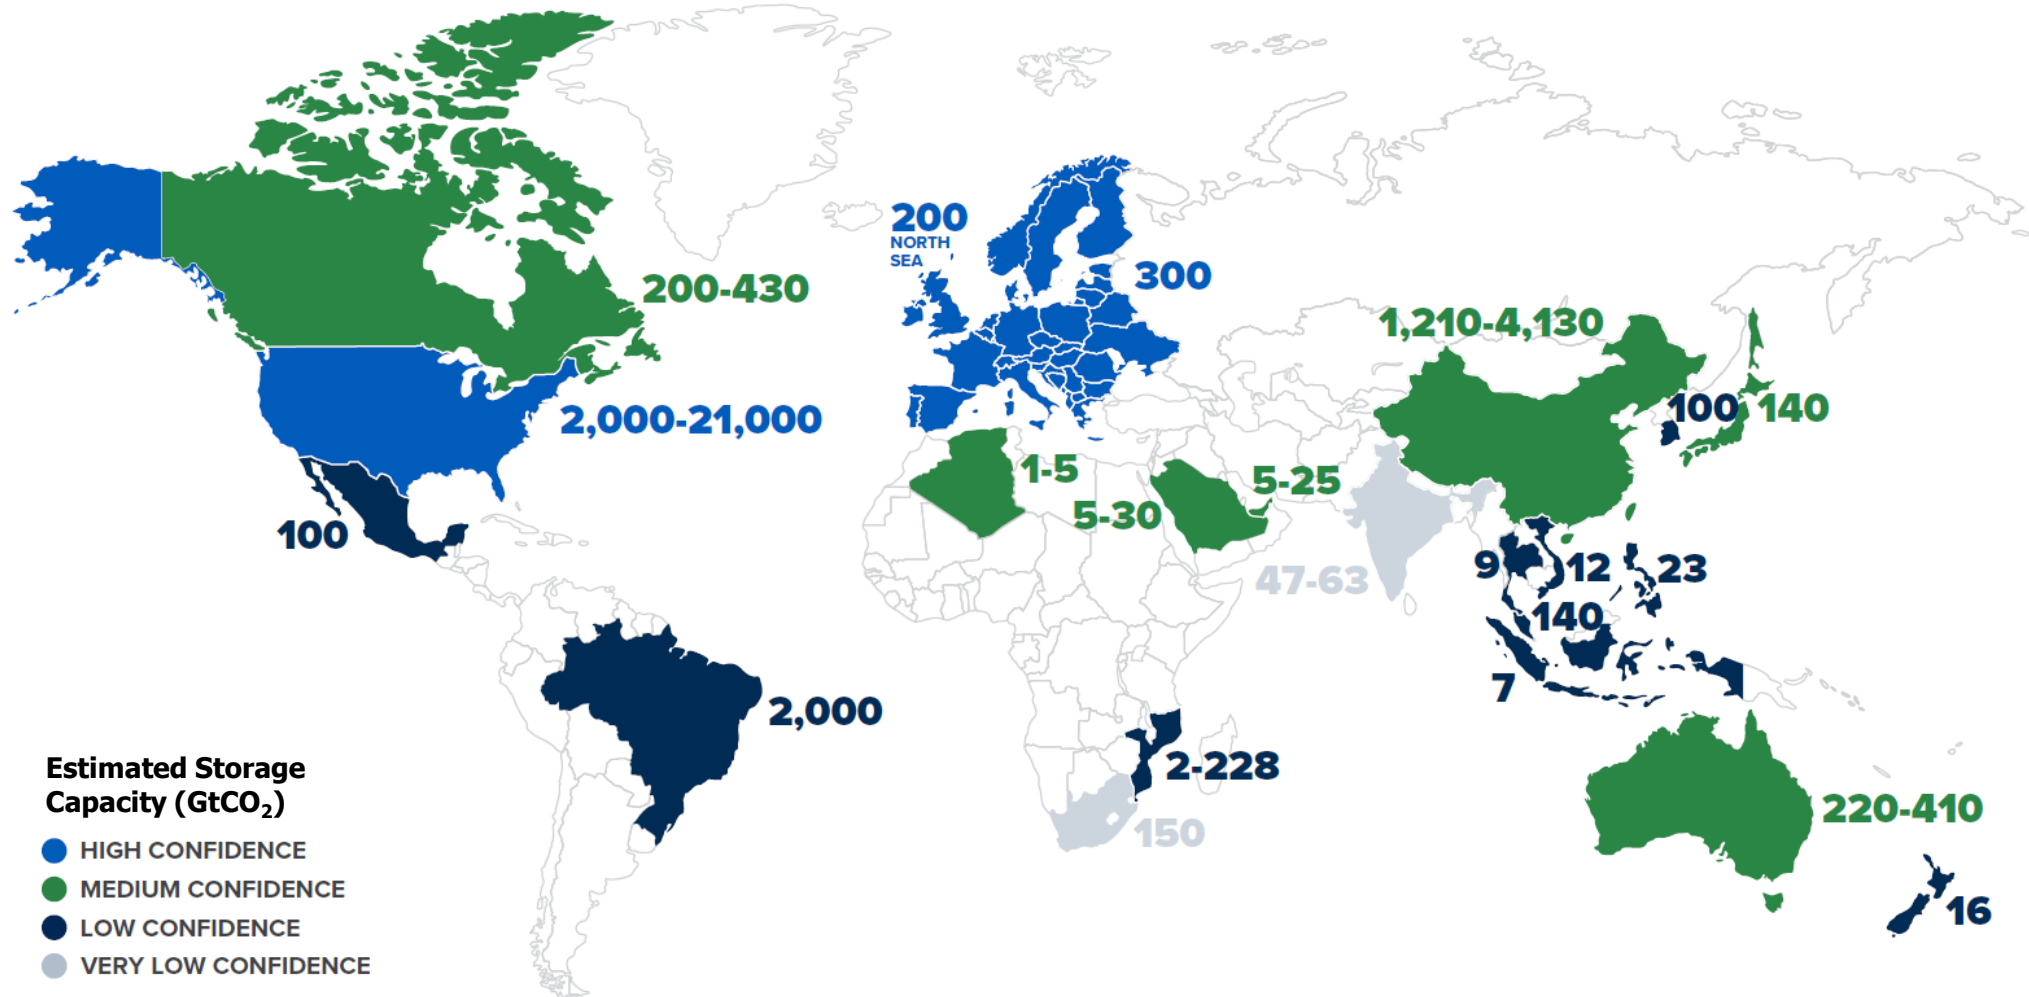 200
NORTH
SEA
300
200-430
1,210-4,130
100
140
2,000-21,000
1-5
5-25
5-30
100
47-63
9
12
23
140
7
2,000
2-228
150
220-410
16
Estimated Storage
Capacity (GtCO₂)
HIGH CONFIDENCE
MEDIUM CONFIDENCE
LOW CONFIDENCE
VERY LOW CONFIDENCE